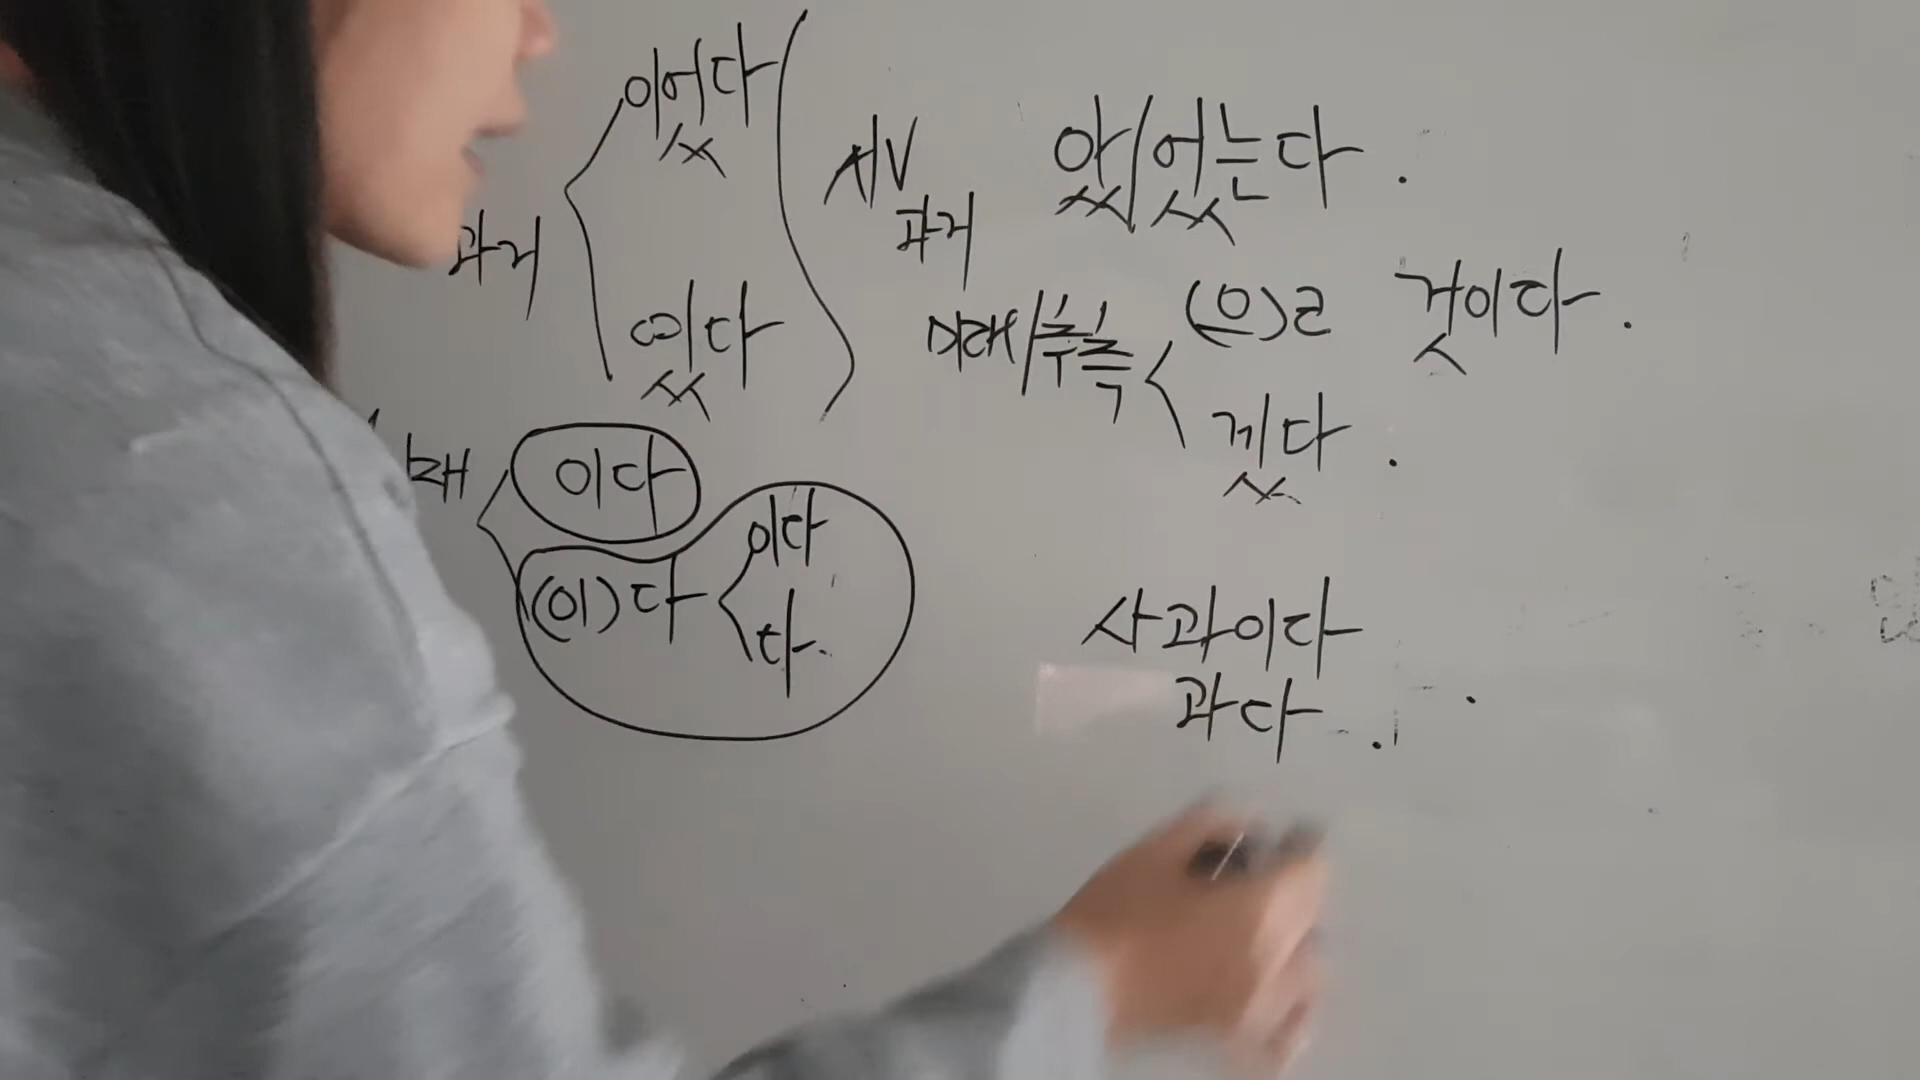 과거
이었다
였다
A/V
과거
았/었는다.
미래/추측
(으)ㄹ 것이다.
겠다.
래
이다
(이)다
이다
다.
사과이다
과다.